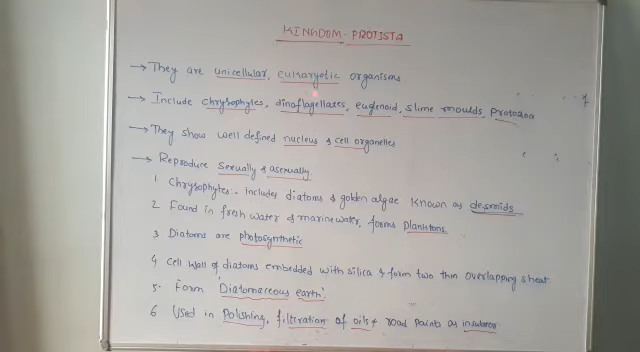 KINGDOM - PROTISTA
→ They are unicellular, eukaryotic organisms
→ Include chrysophytes, dinoflagellates, euglenoid, slime moulds, Protozoa
→ They show well defined nucleus & cell organelles
→ Reproduce sexually & asexually
1 Chrysophytes:- includes diatoms & golden algae known as desmids
2 Found in fresh water & marine water, forms planktons
3 Diatoms are photosynthetic
4 Cell wall of diatoms embedded with silica & form two thin overlapping sheat
5. Form 'Diatomaceous earth'.
6 Used in Polishing, filteration of oils & road paints as insulator